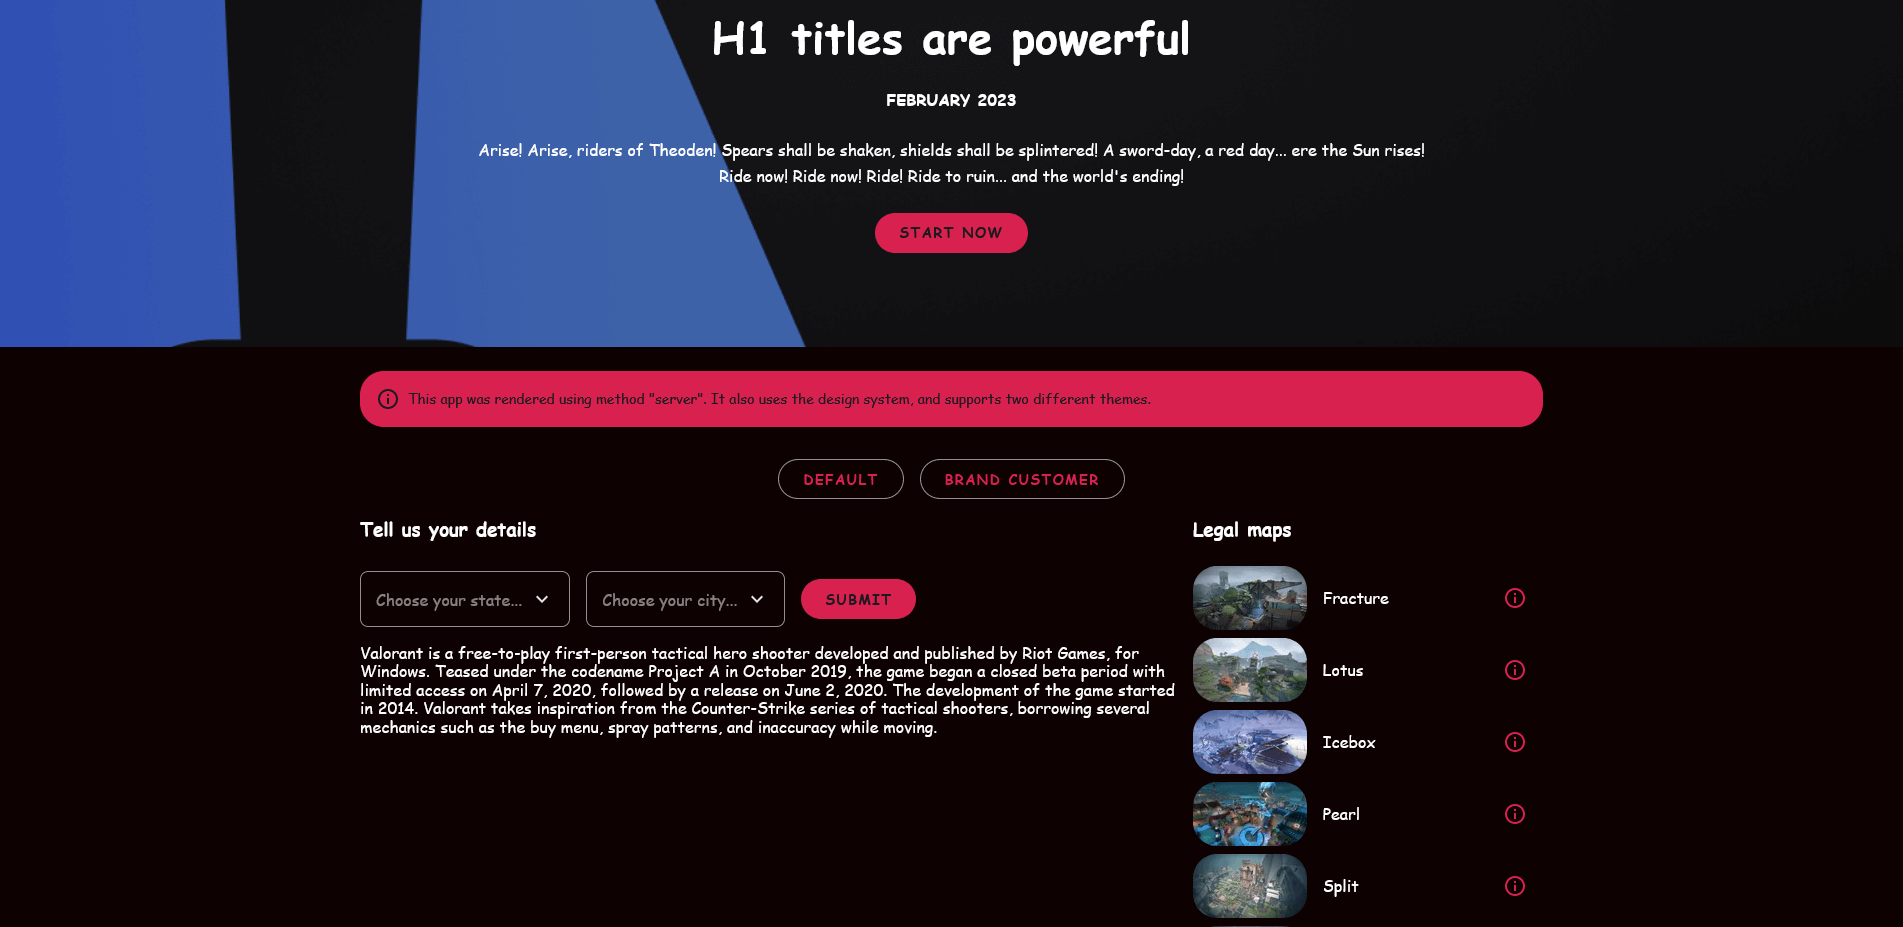 H1 titles are powerful
FEBRUARY 2023
Arise! Arise, riders of Theoden! Spears shall be shaken, shields shall be splintered! A sword-day, a red day... ere the Sun rises!
Ride now! Ride now! Ride! Ride to ruin... and the world's ending!
START NOW
This app was rendered using method "server". It also uses the design system, and supports two different themes.
DEFAULT
BRAND CUSTOMER
Tell us your details
Choose your state...
Choose your city...
SUBMIT
Valorant is a free-to-play first-person tactical hero shooter developed and published by Riot Games, for
Windows. Teased under the codename Project A in October 2019, the game began a closed beta period with
limited access on April 7, 2020, followed by a release on June 2, 2020. The development of the game started
in 2014. Valorant takes inspiration from the Counter-Strike series of tactical shooters, borrowing several
mechanics such as the buy menu, spray patterns, and inaccuracy while moving.
Legal maps
Fracture
Lotus
Icebox
Pearl
Split